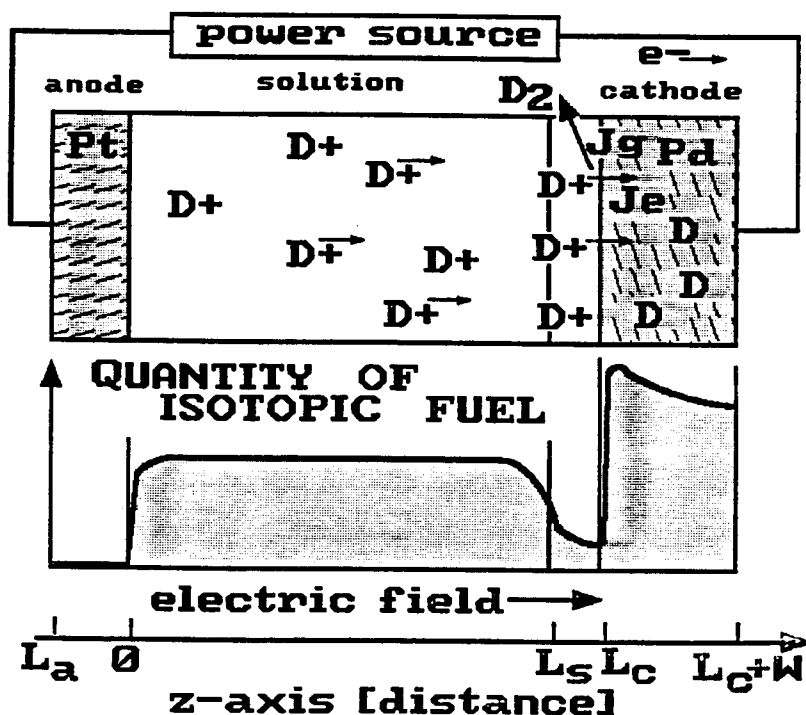 power source
e-
anode
solution
D2
cathode
Pt
D+
Jg
Pd
D+
D+
D+
Je
D+
D
D+
D+
D+
D
D+
D+
D
QUANTITY OF
ISOTOPIC FUEL
electric field
La
0
Ls
Lc
Lc+W
z-axis [distance]